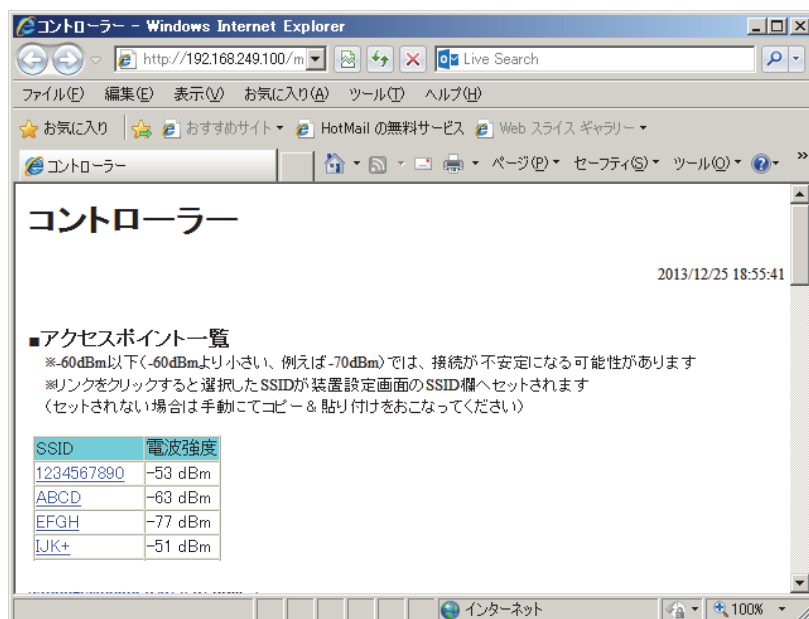 コントローラー - Windows Internet Explorer
http://192.168.249.100/m
Live Search
ファイル(F) 編集(E) 表示(V) お気に入り(A) ツール(T) ヘルプ(H)
お気に入り おすすめサイト HotMail の無料サービス Web スライス ギャラリー
コントローラー ページ(P) セーフティ(S) ツール(O) »
コントローラー
2013/12/25 18:55:41
■アクセスポイント一覧
※-60dBm以下(-60dBmより小さい、例えば-70dBm)では、接続が不安定になる可能性があります
※リンクをクリックすると選択したSSIDが装置設定画面のSSID欄へセットされます
(セットされない場合は手動にてコピー&貼り付けをおこなってください)
SSID 電波強度
1234567890 -53 dBm
ABCD -63 dBm
EFGH -77 dBm
IJK+ -51 dBm
インターネット 100%